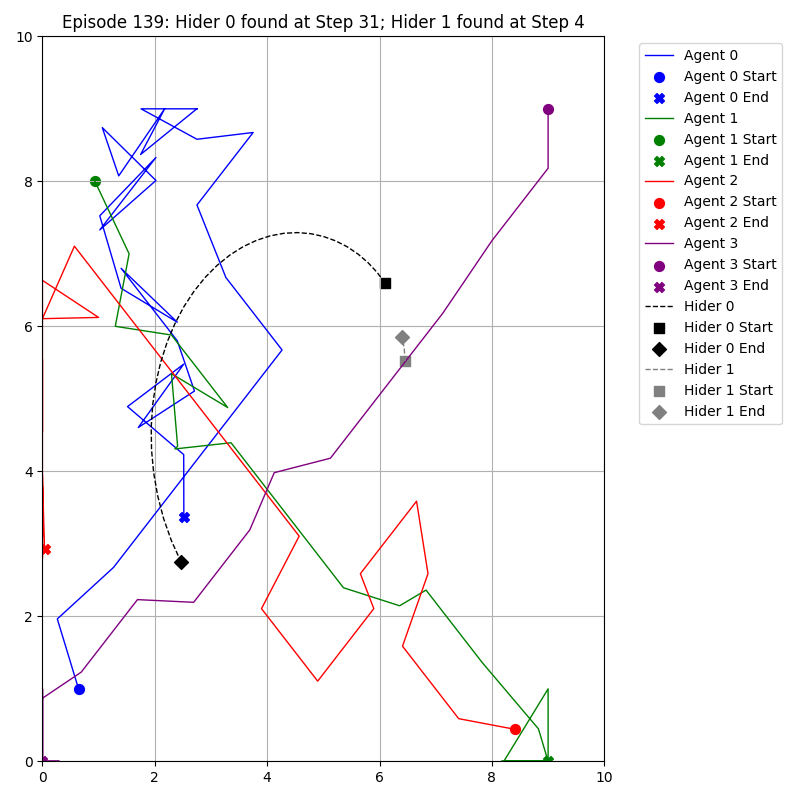 Episode 139: Hider 0 found at Step 31; Hider 1 found at Step 4
10
8
6
4
2
0
0
2
4
6
8
10
Agent 0
Agent 0 Start
Agent 0 End
Agent 1
Agent 1 Start
Agent 1 End
Agent 2
Agent 2 Start
Agent 2 End
Agent 3
Agent 3 Start
Agent 3 End
Hider 0
Hider 0 Start
Hider 0 End
Hider 1
Hider 1 Start
Hider 1 End